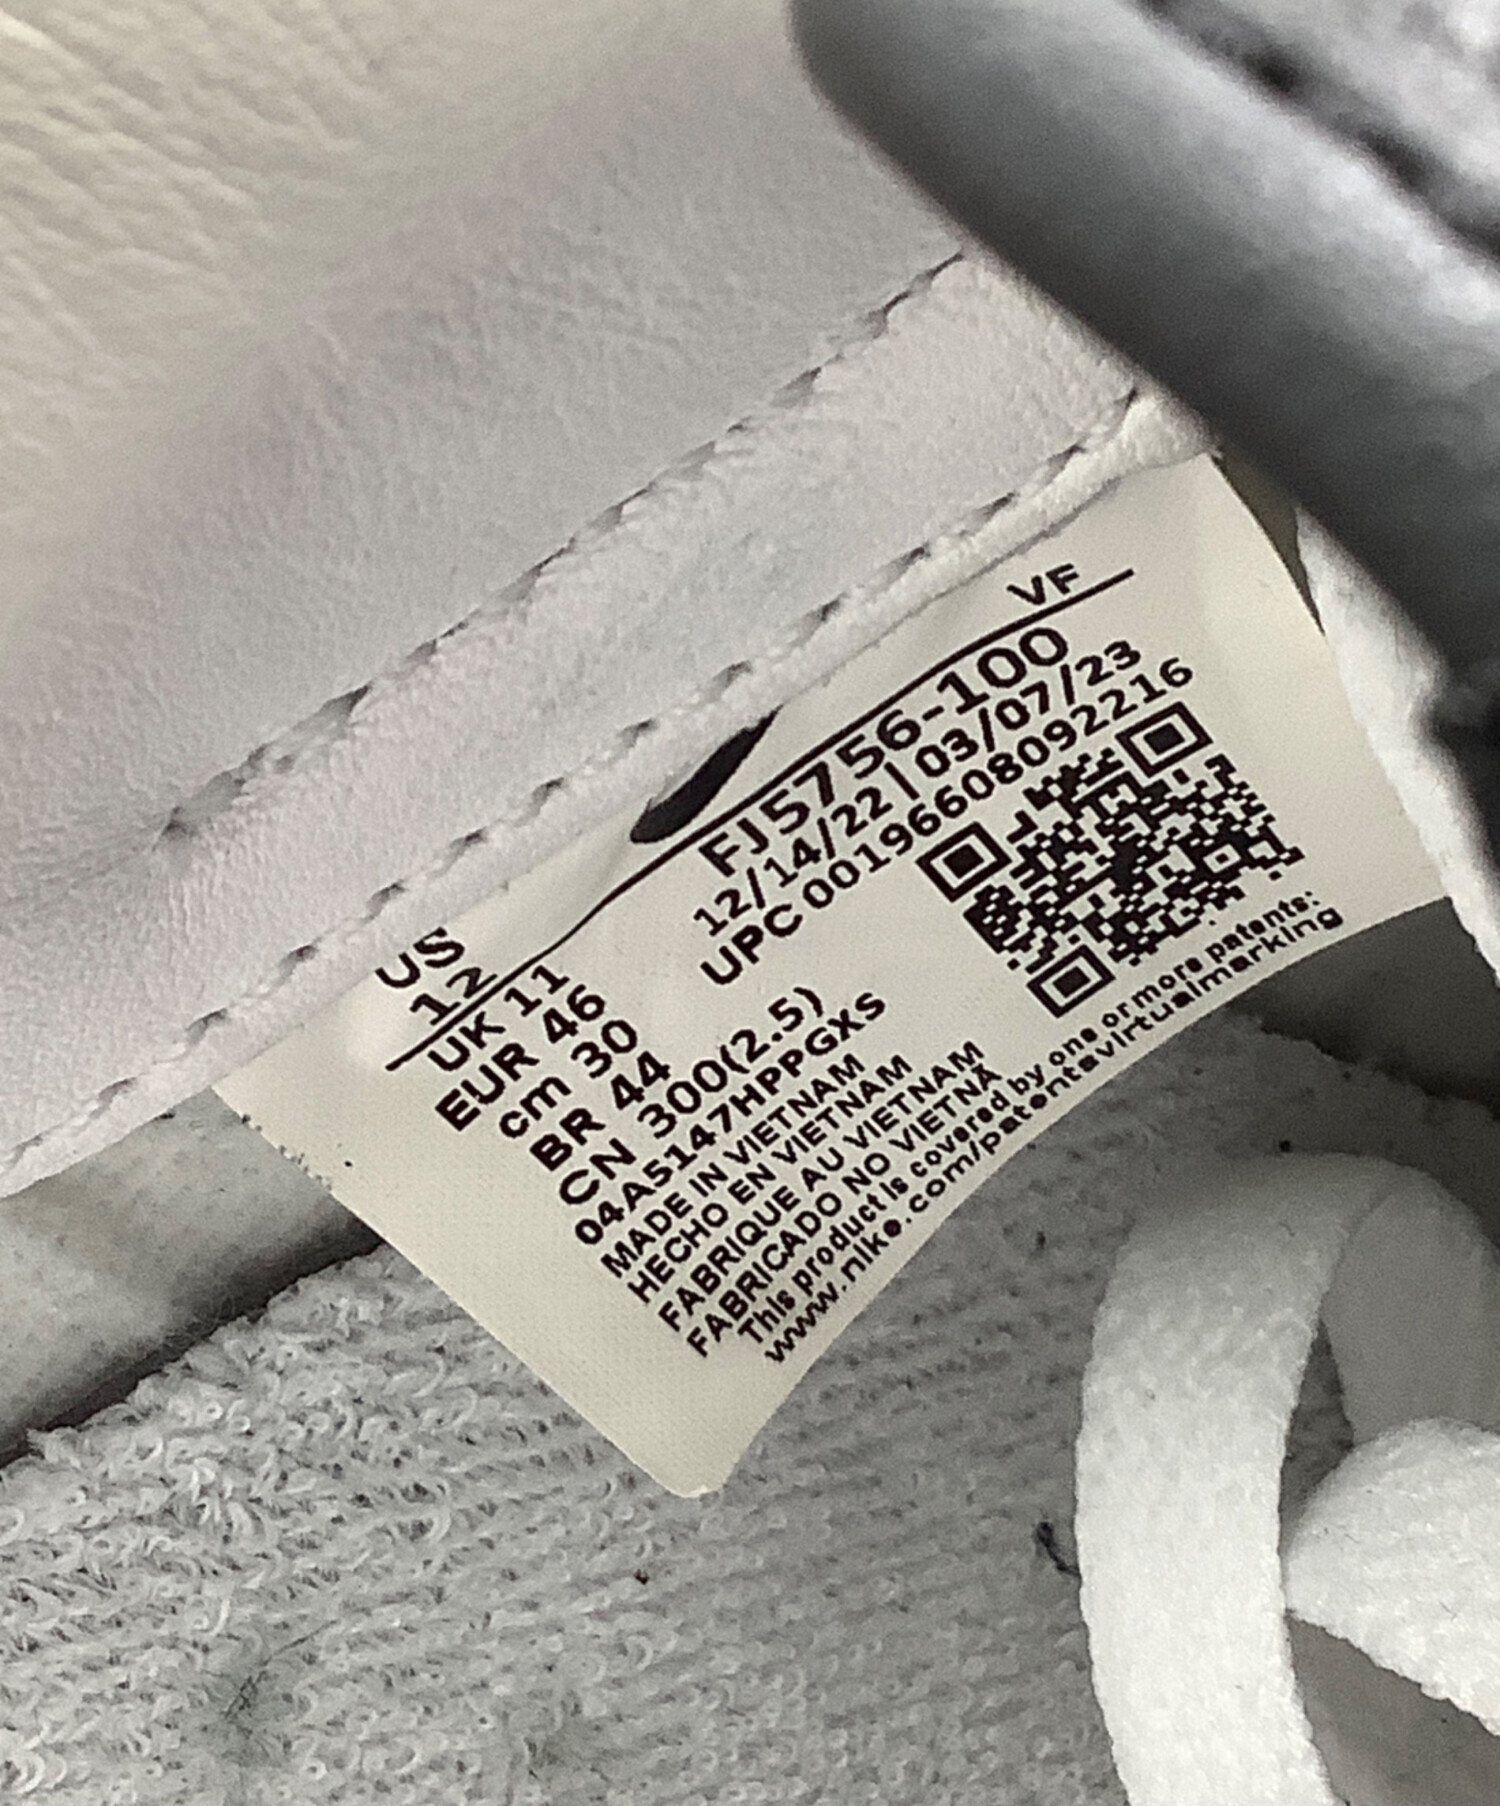 VF
US
12
FJ5756-100
12/14/22 | 03/07/23
UPC 00196608092216
UK 11
EUR 46
cm 30
BR 44
CN 300(2.5)
04A5147HPPGXS
MADE IN VIETNAM
HECHO EN VIETNAM
FABRIQUE AU VIETNAM
FABRICADO NO VIETNÃ
This product is covered by one or more patents:
www.nike.com/patentavirtualmarking